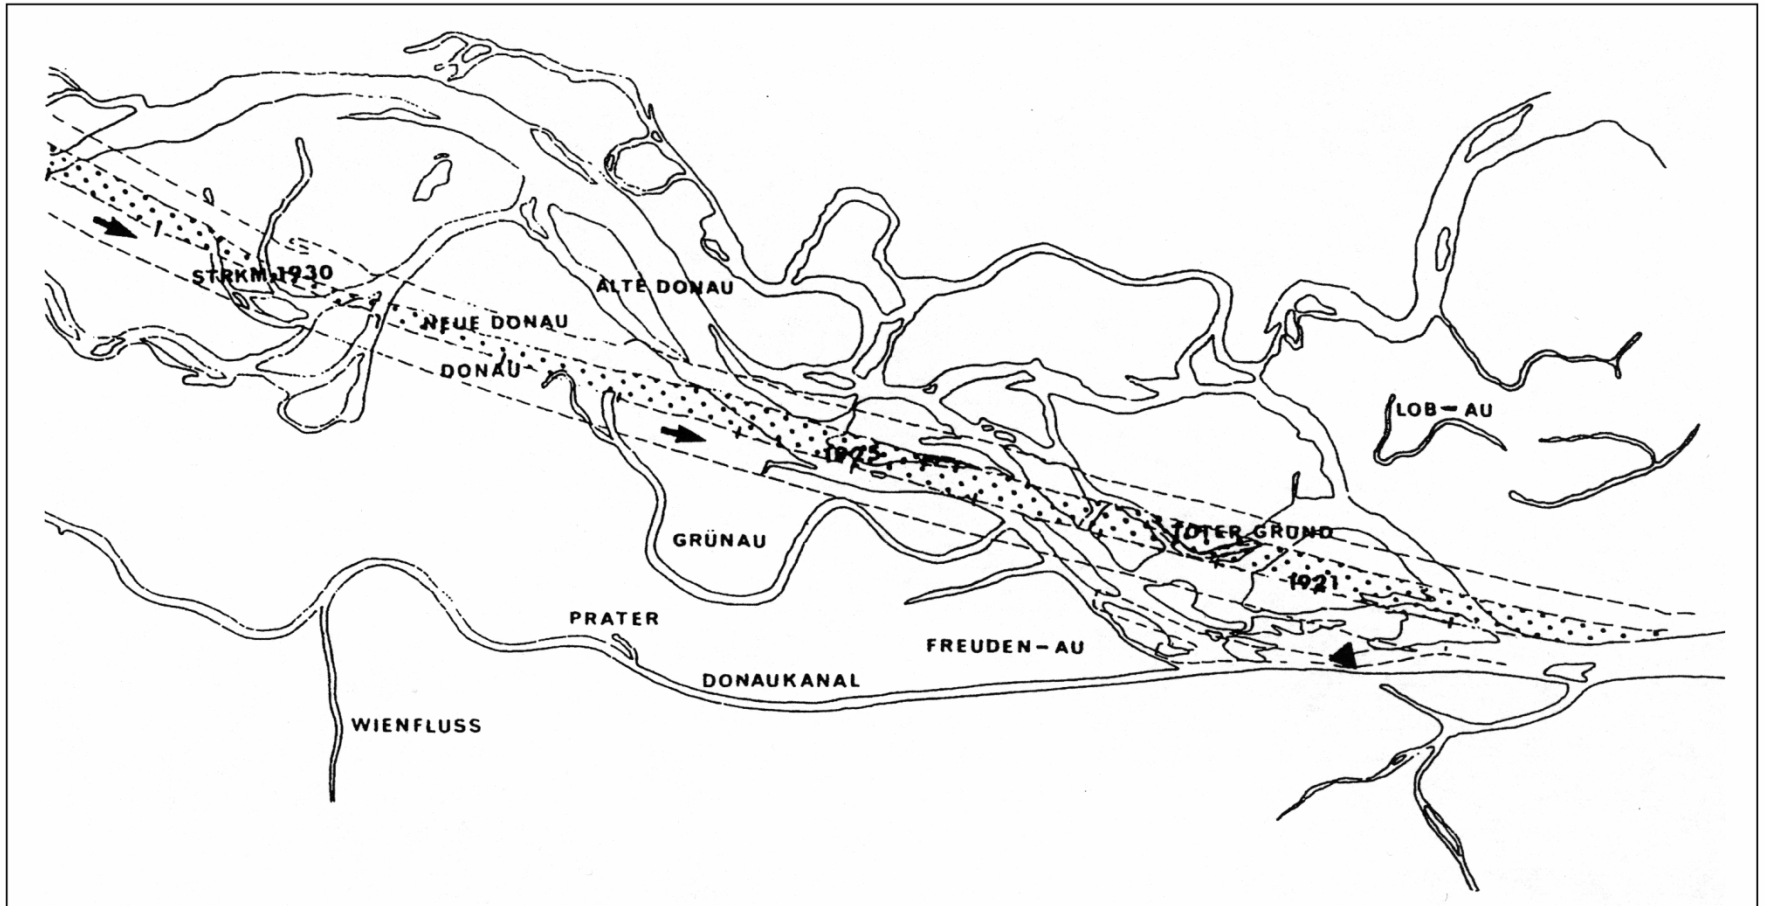 STRKM 1930
ALTE DONAU
NEUE DONAU
DONAU
LOB-AU
1925
TOTER GRUND
GRÜNAU
1921
PRATER
FREUDEN-AU
DONAUKANAL
WIENFLUSS